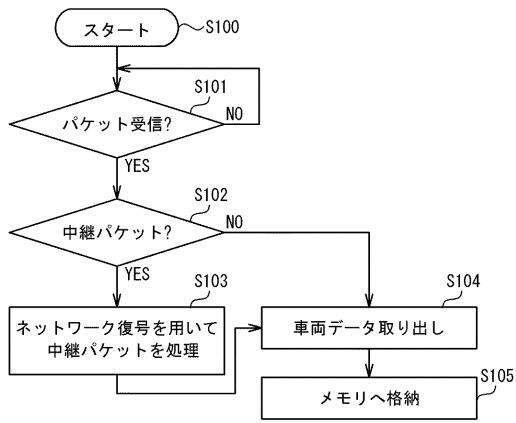 スタート
S100
S101
パケット受信?
NO
YES
S102
中継パケット?
NO
YES
S103
ネットワーク復号を用いて
中継パケットを処理
S104
車両データ取り出し
S105
メモリへ格納